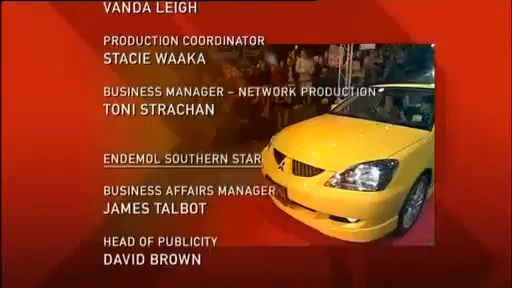 VANDA LEIGH
PRODUCTION COORDINATOR
STACIE WAAKA
BUSINESS MANAGER – NETWORK PRODUCTION
TONI STRACHAN
ENDEMOL SOUTHERN STAR
BUSINESS AFFAIRS MANAGER
JAMES TALBOT
HEAD OF PUBLICITY
DAVID BROWN